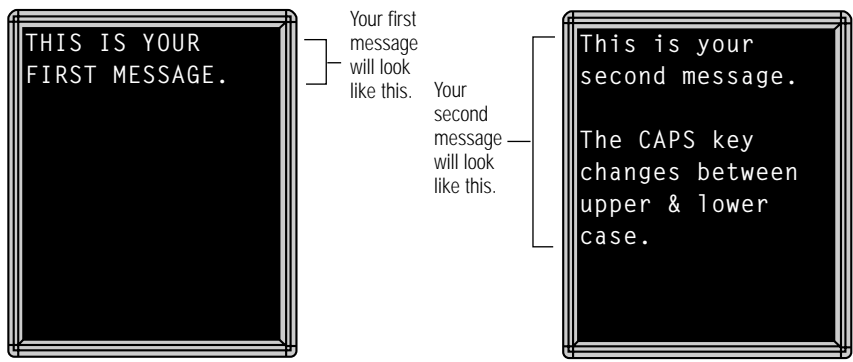 THIS IS YOUR
FIRST MESSAGE.
Your first
message
will look
like this.
Your
second
message
will look
like this.
This is your
second message.
The CAPS key
changes between
upper & lower
case.